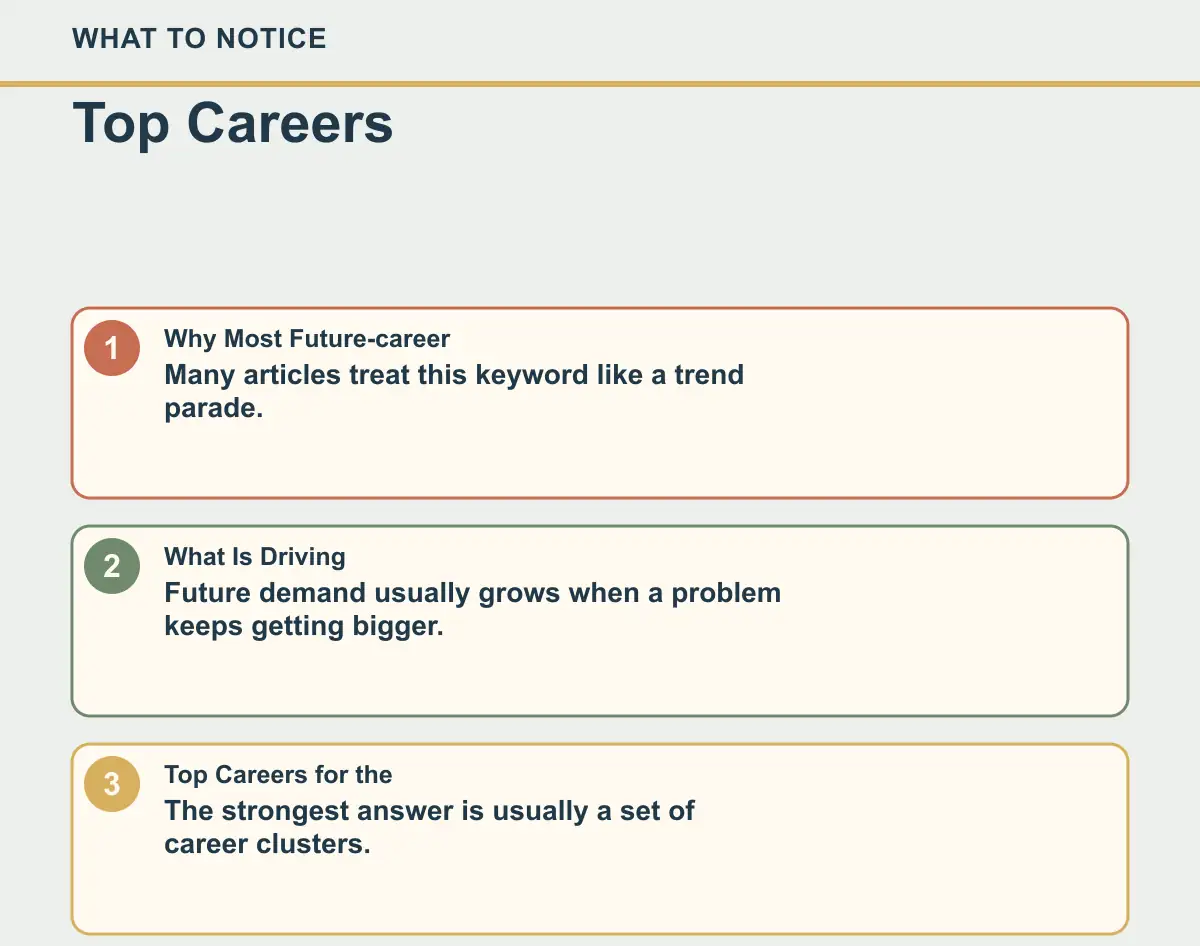 WHAT TO NOTICE
Top Careers
1
Why Most Future-career
Many articles treat this keyword like a trend
parade.
2
What Is Driving
Future demand usually grows when a problem
keeps getting bigger.
3
Top Careers for the
The strongest answer is usually a set of
career clusters.